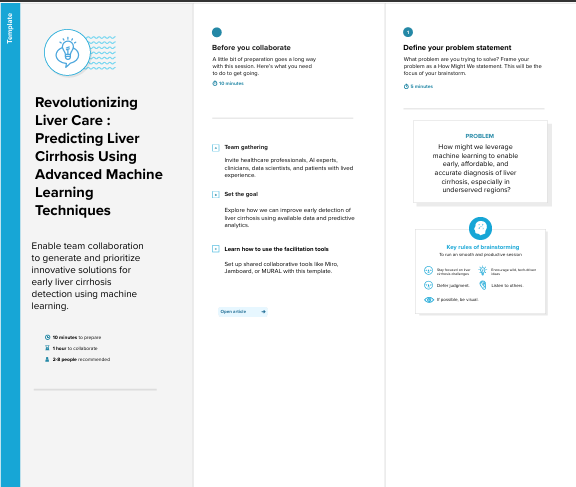 Template
Revolutionizing
Liver Care :
Predicting Liver
Cirrhosis Using
Advanced Machine
Learning
Techniques
Enable team collaboration
to generate and prioritize
innovative solutions for
early liver cirrhosis
detection using machine
learning.
10 minutes to prepare
1 hour to collaborate
2-8 people recommended
Before you collaborate
A little bit of preparation goes a long way
with this session. Here's what you need
to do to get going.
10 minutes
Team gathering
Invite healthcare professionals, AI experts,
clinicians, data scientists, and patients with lived
experience.
Set the goal
Explore how we can improve early detection of
liver cirrhosis using available data and predictive
analytics.
Learn how to use the facilitation tools
Set up shared collaborative tools like Miro,
Jamboard, or MURAL with this template.
Open article
1
Define your problem statement
What problem are you trying to solve? Frame your
problem as a How Might We statement. This will be the
focus of your brainstorm.
5 minutes
PROBLEM
How might we leverage
machine learning to enable
early, affordable, and
accurate diagnosis of liver
cirrhosis, especially in
underserved regions?
Key rules of brainstorming
To run an smooth and productive session
Stay focused on liver
cirrhosis challenges
Encourage wild, tech-driven
ideas
Defer judgment.
Listen to others.
If possible, be visual